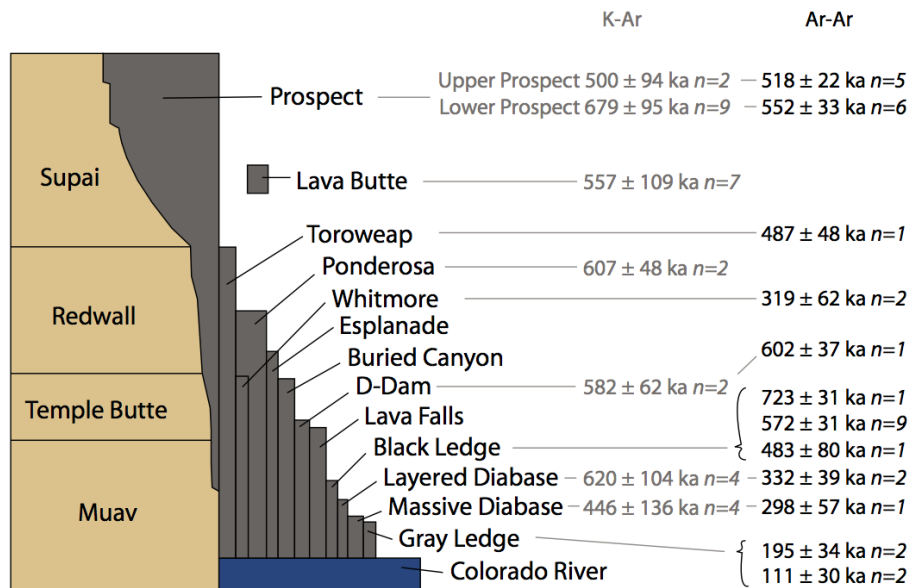 K-Ar Ar-Ar
Prospect Upper Prospect 500 ± 94 ka n=2 518 ± 22 ka n=5
Lower Prospect 679 ± 95 ka n=9 552 ± 33 ka n=6
Supai
Lava Butte 557 ± 109 ka n=7
Toroweap 487 ± 48 ka n=1
Ponderosa 607 ± 48 ka n=2
Whitmore 319 ± 62 ka n=2
Redwall
Esplanade
Buried Canyon
D-Dam 582 ± 62 ka n=2 602 ± 37 ka n=1
Temple Butte
Lava Falls
Black Ledge 723 ± 31 ka n=1
572 ± 31 ka n=9
483 ± 80 ka n=1
Layered Diabase 620 ± 104 ka n=4 332 ± 39 ka n=2
Massive Diabase 446 ± 136 ka n=4 298 ± 57 ka n=1
Muav
Gray Ledge 195 ± 34 ka n=2
111 ± 30 ka n=2
Colorado River